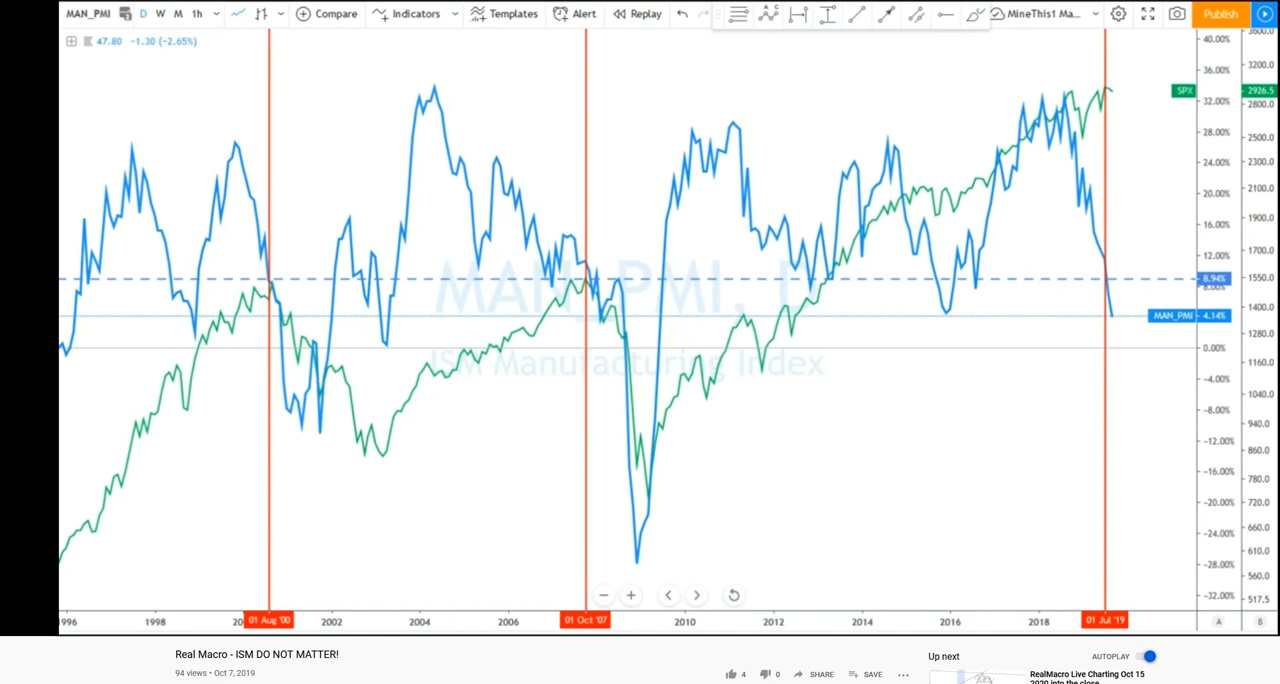 MAN_PMI D W M 1h Compare Indicators Templates Alert Replay MineThis1 Ma... Publish
47.80 -1.30 (-2.65%)
40.00% 3600.0
36.00% 3200.0
SPX 2926.5
32.00% 2800.0
28.00% 2500.0
24.00% 2300.0
20.00% 2100.0
16.00% 1900.0
12.00% 1700.0
8.94% 1550.0
8.00%
1400.0
MAN_PMI 4.14%
1280.0
0.00% 1160.0
-4.00%
1040.0
-8.00%
940.0
-12.00% 860.0
-16.00% 780.0
-20.00% 720.0
-24.00% 660.0
610.0
-28.00% 560.0
-32.00% 517.5
MAN_PMI, D
ISM Manufacturing Index
1996 1998 20 01 Aug '00 2002 2004 2006 01 Oct '07 2010 2012 2014 2016 2018 01 Jul '19 A B
Real Macro - ISM DO NOT MATTER!
94 views • Oct 7, 2019
4 0 SHARE SAVE
Up next AUTOPLAY
RealMacro Live Charting Oct 15
2020 into the close